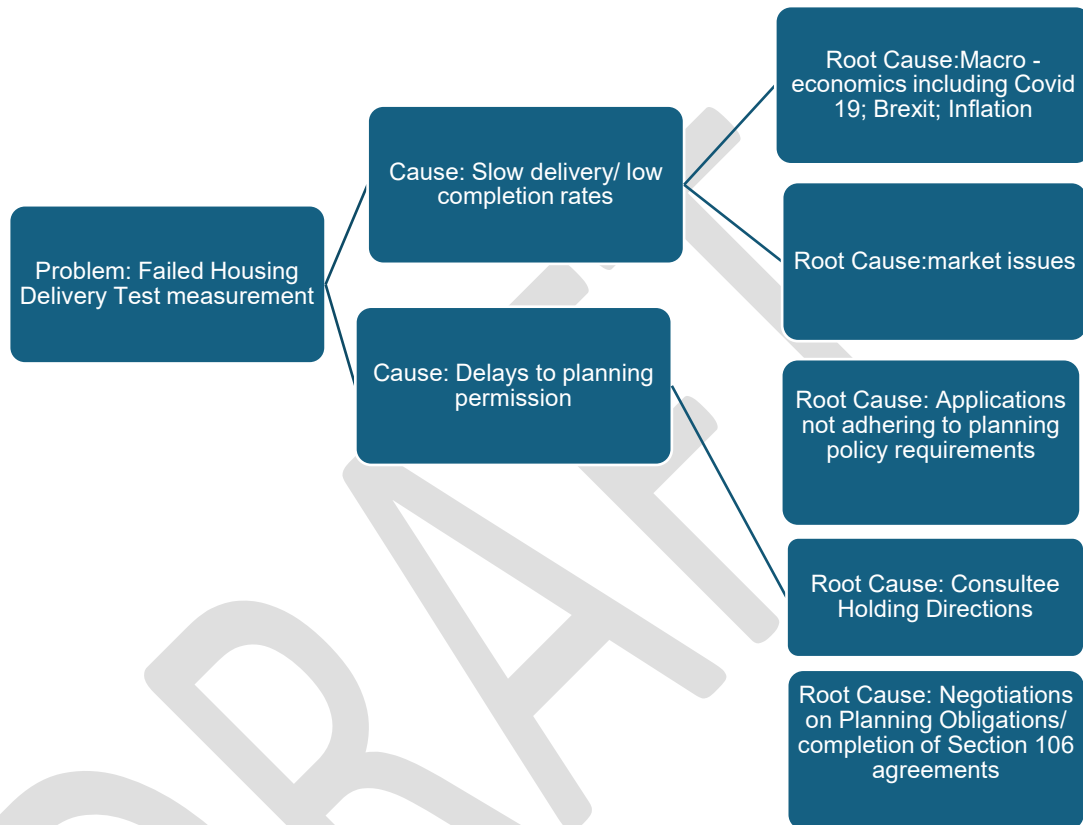 Problem: Failed Housing
Delivery Test measurement
Cause: Slow delivery/ low
completion rates
Cause: Delays to planning
permission
Root Cause:Macro -
economics including Covid
19; Brexit; Inflation
Root Cause:market issues
Root Cause: Applications
not adhering to planning
policy requirements
Root Cause: Consultee
Holding Directions
Root Cause: Negotiations
on Planning Obligations/
completion of Section 106
agreements
DRAFT